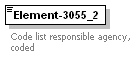 Element-3055_2
Code list responsible agency,
coded